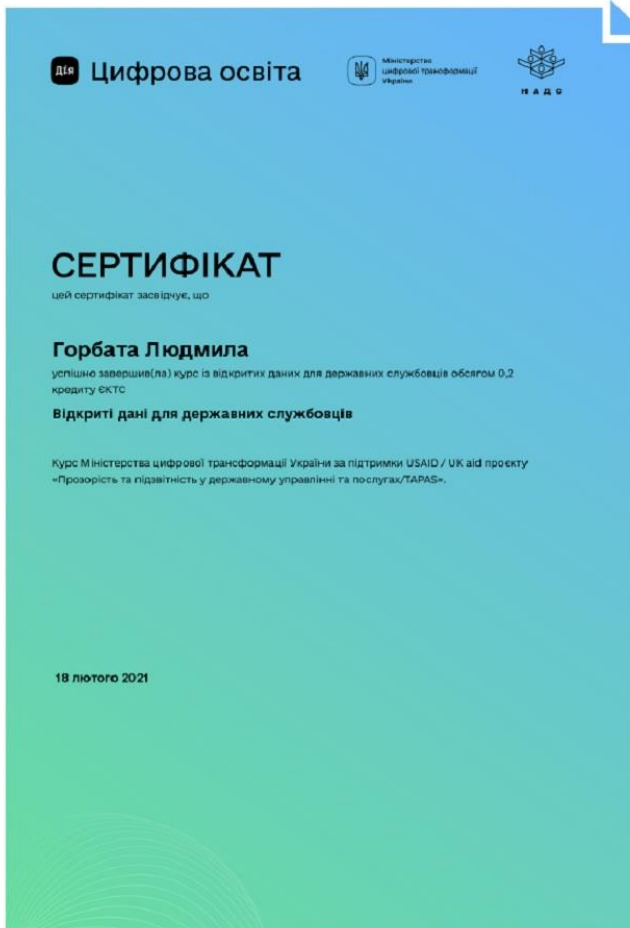 Дія Цифрова освіта
Міністерство
цифрової трансформації
України
НАДС
СЕРТИФІКАТ
цей сертифікат засвідчує, що
Горбата Людмила
успішно завершив(ла) курс із відкритих даних для державних службовців обсягом 0,2
кредиту ЄКТС
Відкриті дані для державних службовців
Курс Міністерства цифрової трансформації України за підтримки USAID / UK aid проєкту
«Прозорість та підзвітність у державному управлінні та послугах/TAPAS».
18 лютого 2021